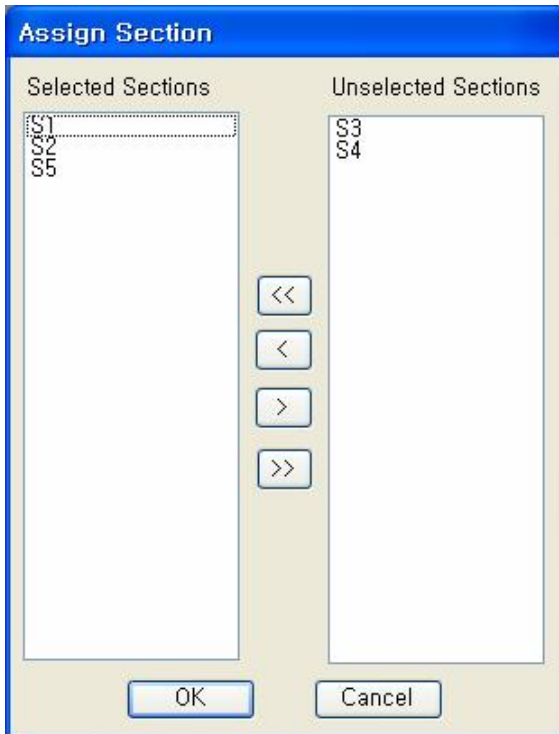 Assign Section
Selected Sections
Unselected Sections
S1
S2
S5
S3
S4
<<
<
>
>>
OK
Cancel